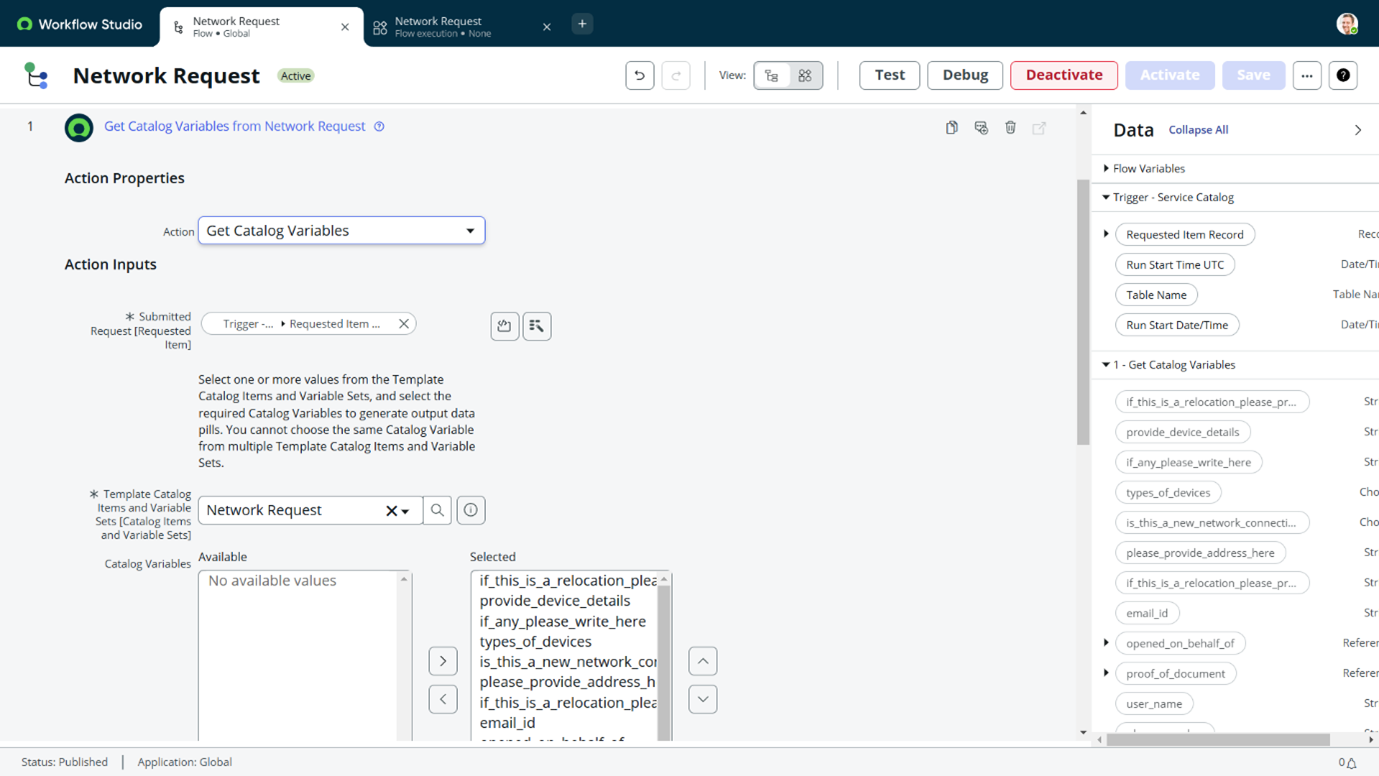 Workflow Studio
Network Request
Flow • Global
Network Request
Flow execution • None
Network Request
Active
View:
Test
Debug
Deactivate
Activate
Save
1
Get Catalog Variables from Network Request
Action Properties
Action
Get Catalog Variables
Action Inputs
* Submitted
Request [Requested
Item]
Trigger -... ▸ Requested Item ...
Select one or more values from the Template
Catalog Items and Variable Sets, and select the
required Catalog Variables to generate output data
pills. You cannot choose the same Catalog Variable
from multiple Template Catalog Items and Variable
Sets.
* Template Catalog
Items and Variable
Sets [Catalog Items
and Variable Sets]
Network Request
Catalog Variables
Available
No available values
Selected
if_this_is_a_relocation_plea
provide_device_details
if_any_please_write_here
types_of_devices
is_this_a_new_network_co
please_provide_address_h
if_this_is_a_relocation_plea
email_id
opened_on_behalf_of
Data
Collapse All
Flow Variables
Trigger - Service Catalog
Requested Item Record
Reco
Run Start Time UTC
Date/Ti
Table Name
Table Na
Run Start Date/Time
Date/Ti
1 - Get Catalog Variables
if_this_is_a_relocation_please_pr...
Str
provide_device_details
Str
if_any_please_write_here
Str
types_of_devices
Cho
is_this_a_new_network_connecti...
Cho
please_provide_address_here
Str
if_this_is_a_relocation_please_pr...
Str
email_id
Str
opened_on_behalf_of
Referer
proof_of_document
Referer
user_name
Str
Status: Published
Application: Global
0